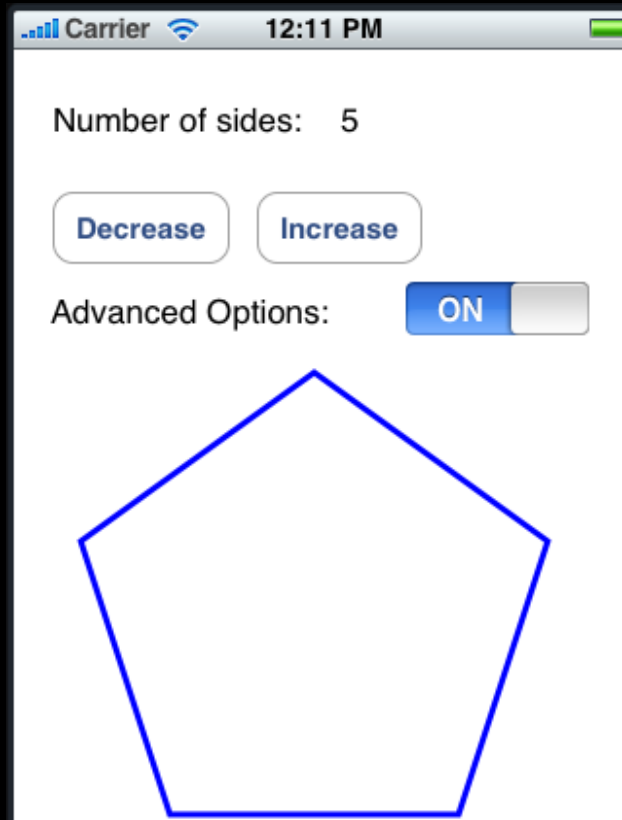 Carrier 12:11 PM
Number of sides: 5
Decrease Increase
Advanced Options: ON